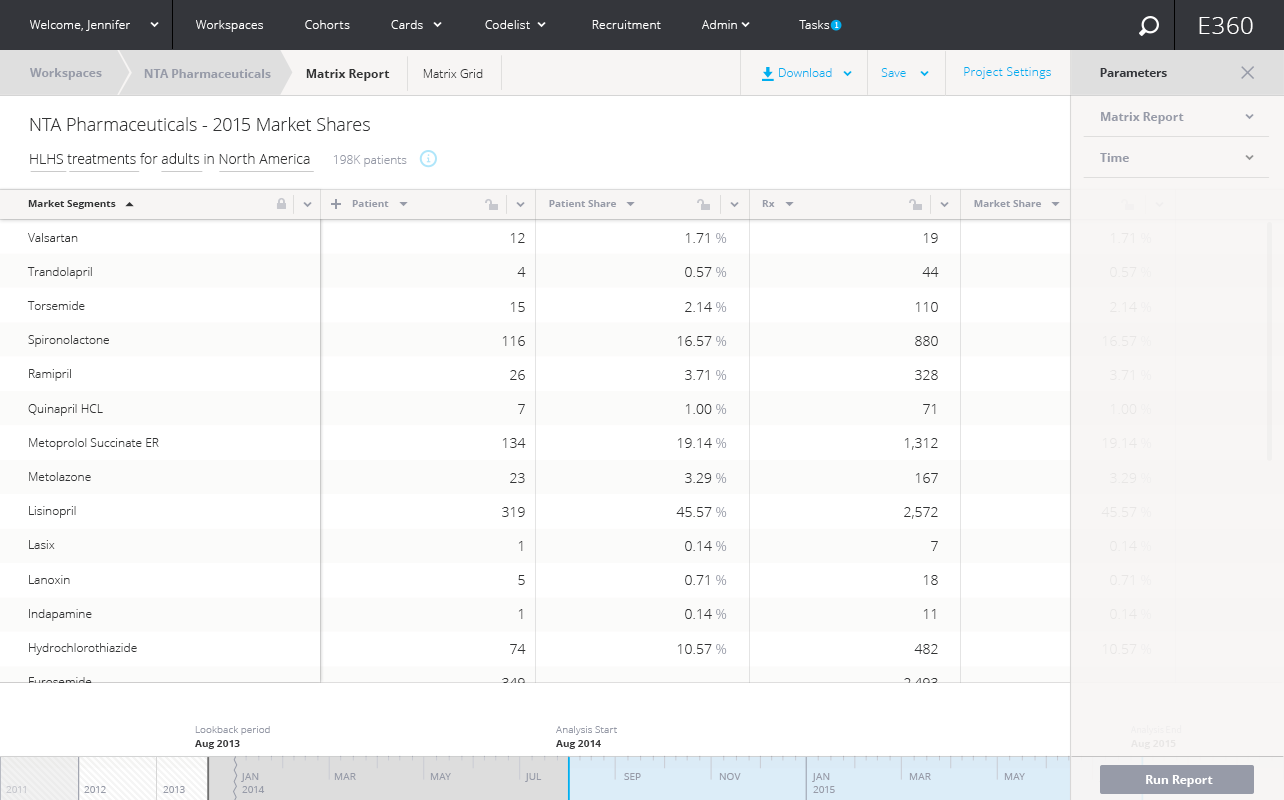 Welcome, Jennifer Workspaces Cohorts Cards Codelist Recruitment Admin Tasks 1 E360
Workspaces NTA Pharmaceuticals Matrix Report Matrix Grid Download Save Project Settings Parameters
NTA Pharmaceuticals - 2015 Market Shares
HLHS treatments for adults in North America 198K patients i
Matrix Report
Time
Market Segments Patient Patient Share Rx Market Share
Valsartan 12 1.71 % 19 1.71 %
Trandolapril 4 0.57 % 44 0.57 %
Torsemide 15 2.14 % 110 2.14 %
Spironolactone 116 16.57 % 880 16.57 %
Ramipril 26 3.71 % 328 3.71 %
Quinapril HCL 7 1.00 % 71 1.00 %
Metoprolol Succinate ER 134 19.14 % 1,312 19.14 %
Metolazone 23 3.29 % 167 3.29 %
Lisinopril 319 45.57 % 2,572 45.57 %
Lasix 1 0.14 % 7 0.14 %
Lanoxin 5 0.71 % 18 0.71 %
Indapamine 1 0.14 % 11 0.14 %
Hydrochlorothiazide 74 10.57 % 482 10.57 %
Furosemide 349 2,493
Lookback period Analysis Start
Aug 2013 Aug 2014 Aug 2015
JAN MAR MAY JUL SEP NOV JAN MAR MAY
2011 2012 2013 2014 2015
Run Report